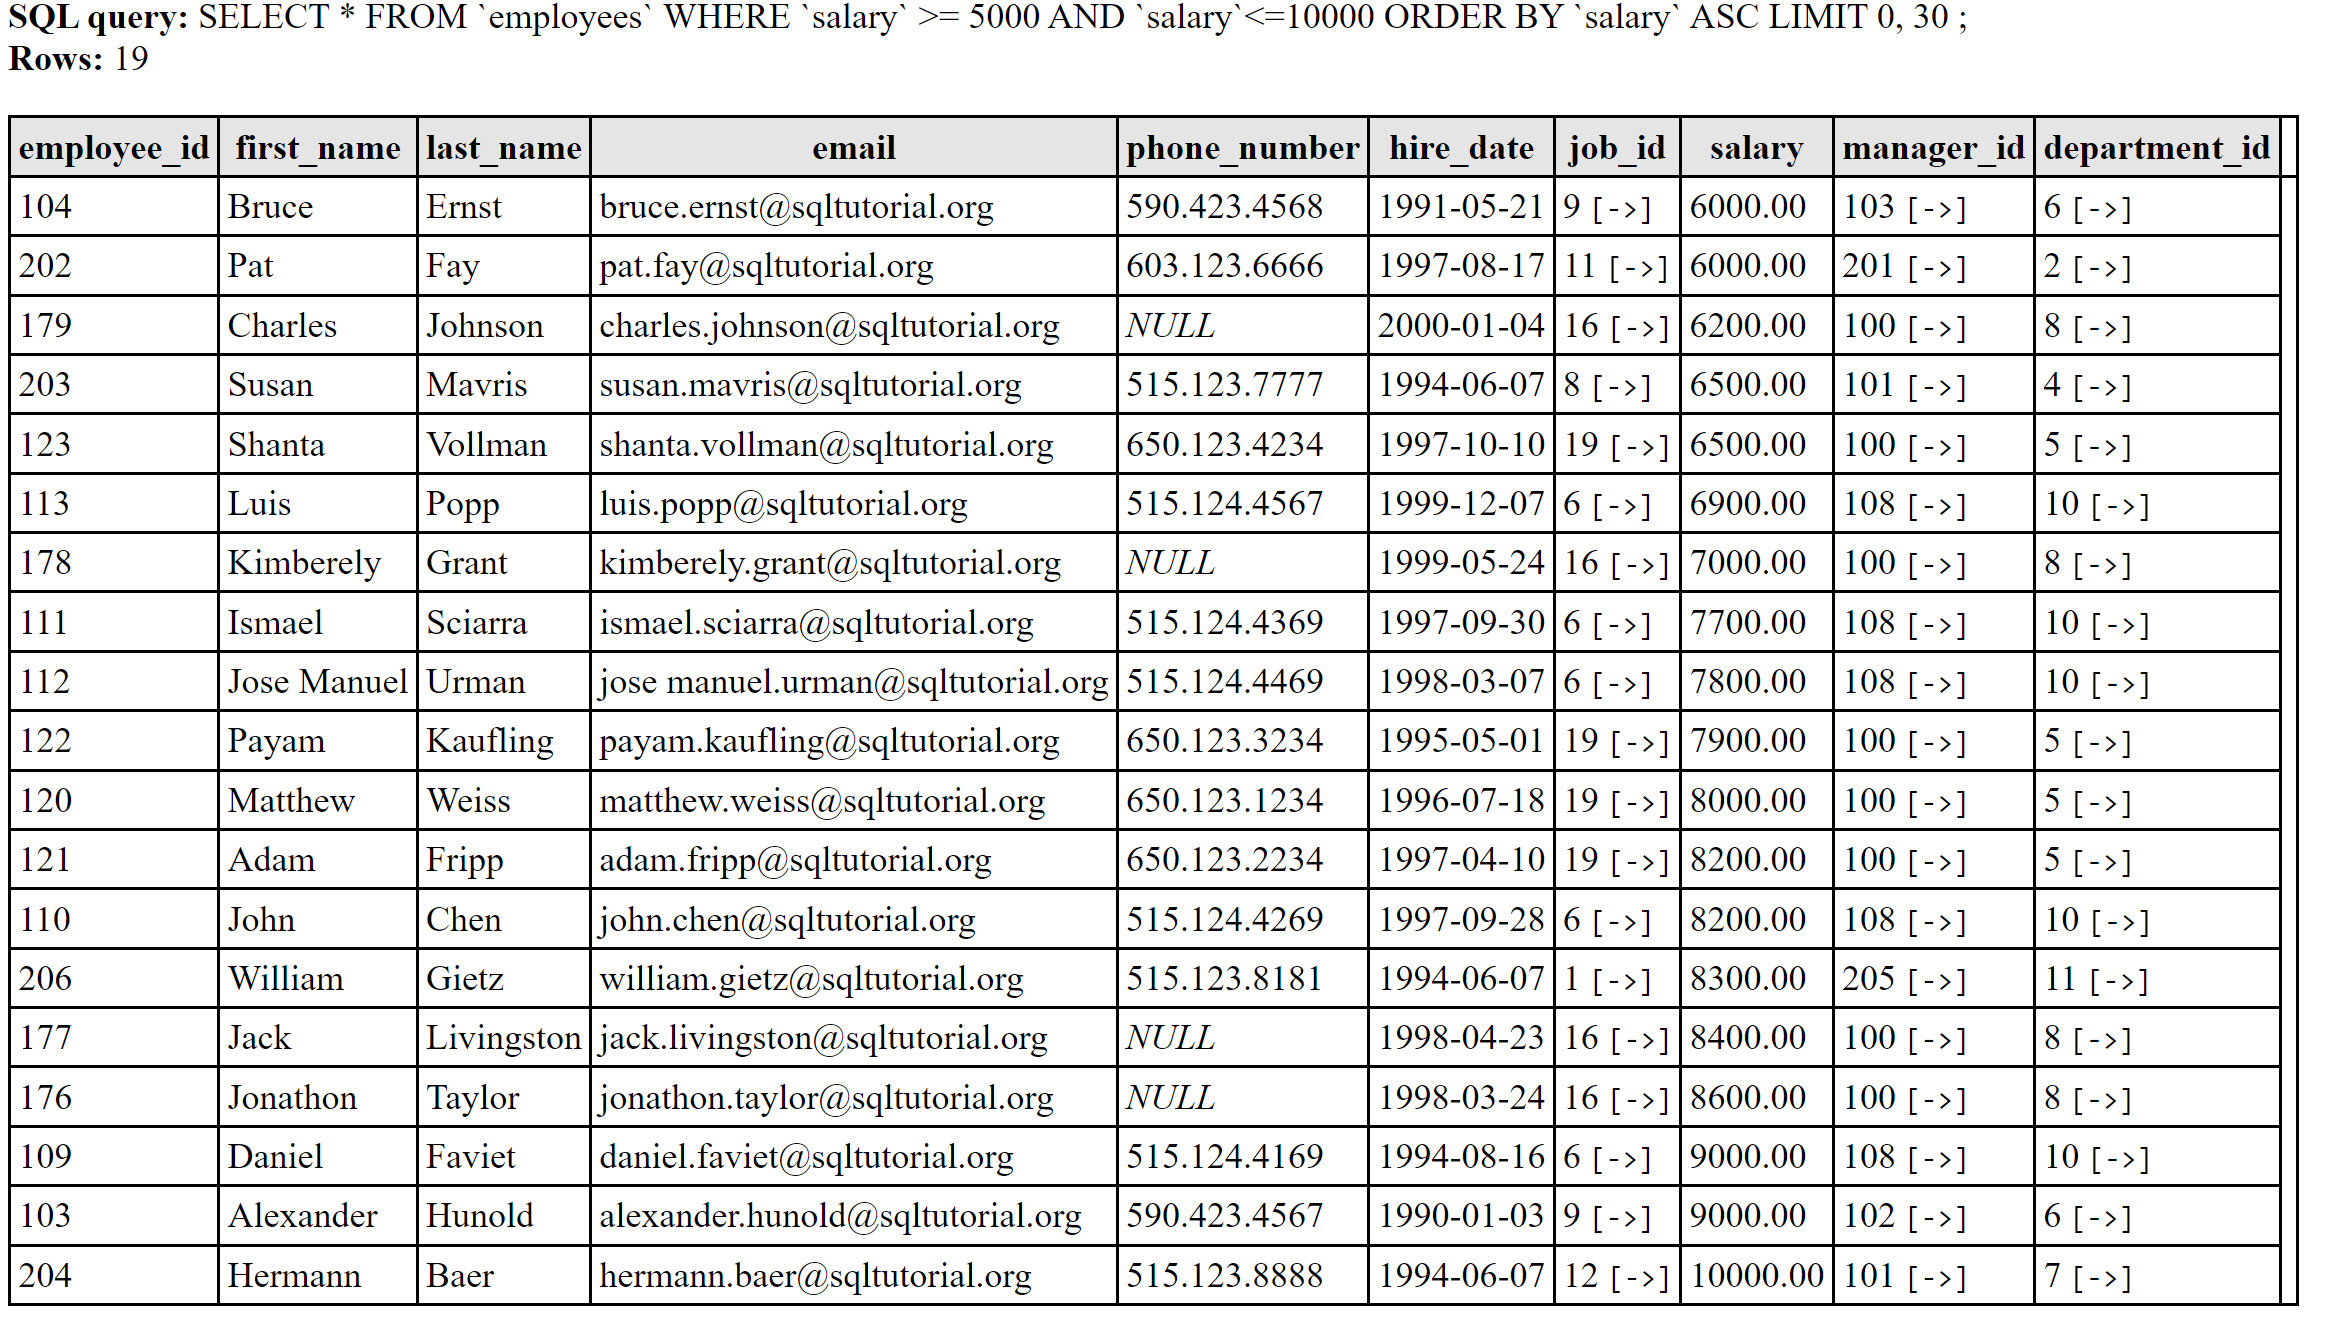 SQL query: SELECT * FROM `employees` WHERE `salary` >= 5000 AND `salary`<=10000 ORDER BY `salary` ASC LIMIT 0, 30 ;
Rows: 19
employee_id first_name last_name email phone_number hire_date job_id salary manager_id department_id
104 Bruce Ernst bruce.ernst@sqltutorial.org 590.423.4568 1991-05-21 9 [->] 6000.00 103 [->] 6 [->]
202 Pat Fay pat.fay@sqltutorial.org 603.123.6666 1997-08-17 11 [->] 6000.00 201 [->] 2 [->]
179 Charles Johnson charles.johnson@sqltutorial.org NULL 2000-01-04 16 [->] 6200.00 100 [->] 8 [->]
203 Susan Mavris susan.mavris@sqltutorial.org 515.123.7777 1994-06-07 8 [->] 6500.00 101 [->] 4 [->]
123 Shanta Vollman shanta.vollman@sqltutorial.org 650.123.4234 1997-10-10 19 [->] 6500.00 100 [->] 5 [->]
113 Luis Popp luis.popp@sqltutorial.org 515.124.4567 1999-12-07 6 [->] 6900.00 108 [->] 10 [->]
178 Kimberely Grant kimberely.grant@sqltutorial.org NULL 1999-05-24 16 [->] 7000.00 100 [->] 8 [->]
111 Ismael Sciarra ismael.sciarra@sqltutorial.org 515.124.4369 1997-09-30 6 [->] 7700.00 108 [->] 10 [->]
112 Jose Manuel Urman jose manuel.urman@sqltutorial.org 515.124.4469 1998-03-07 6 [->] 7800.00 108 [->] 10 [->]
122 Payam Kaufling payam.kaufling@sqltutorial.org 650.123.3234 1995-05-01 19 [->] 7900.00 100 [->] 5 [->]
120 Matthew Weiss matthew.weiss@sqltutorial.org 650.123.1234 1996-07-18 19 [->] 8000.00 100 [->] 5 [->]
121 Adam Fripp adam.fripp@sqltutorial.org 650.123.2234 1997-04-10 19 [->] 8200.00 100 [->] 5 [->]
110 John Chen john.chen@sqltutorial.org 515.124.4269 1997-09-28 6 [->] 8200.00 108 [->] 10 [->]
206 William Gietz william.gietz@sqltutorial.org 515.123.8181 1994-06-07 1 [->] 8300.00 205 [->] 11 [->]
177 Jack Livingston jack.livingston@sqltutorial.org NULL 1998-04-23 16 [->] 8400.00 100 [->] 8 [->]
176 Jonathon Taylor jonathon.taylor@sqltutorial.org NULL 1998-03-24 16 [->] 8600.00 100 [->] 8 [->]
109 Daniel Faviet daniel.faviet@sqltutorial.org 515.124.4169 1994-08-16 6 [->] 9000.00 108 [->] 10 [->]
103 Alexander Hunold alexander.hunold@sqltutorial.org 590.423.4567 1990-01-03 9 [->] 9000.00 102 [->] 6 [->]
204 Hermann Baer hermann.baer@sqltutorial.org 515.123.8888 1994-06-07 12 [->] 10000.00 101 [->] 7 [->]